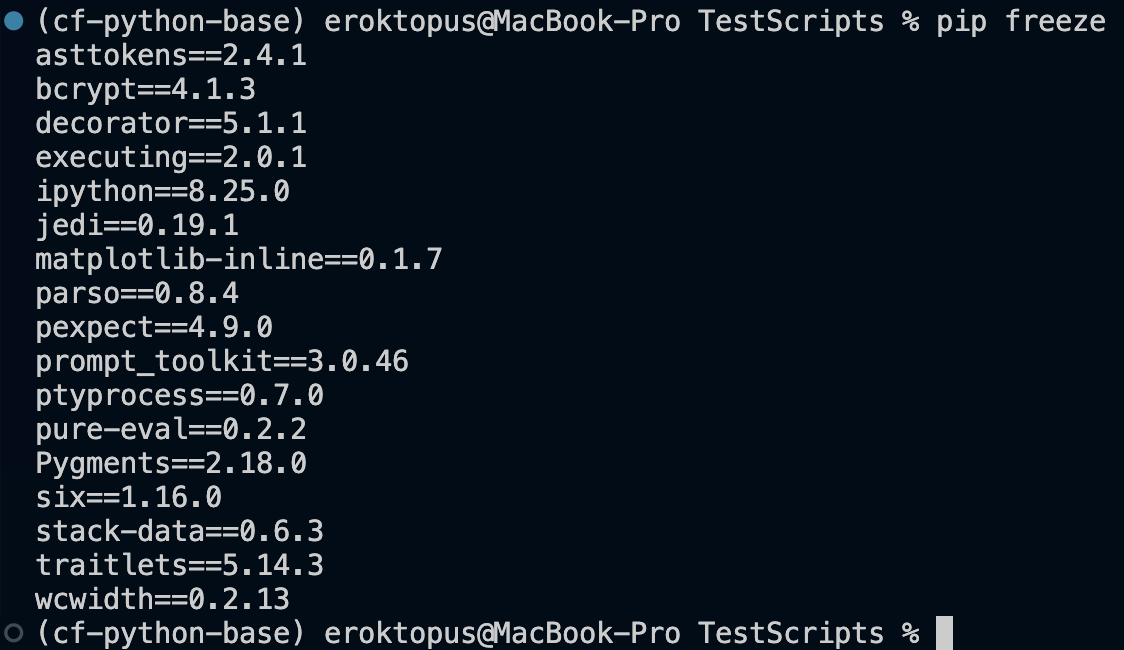 (cf-python-base) eroktopus@MacBook-Pro TestScripts % pip freeze
asttokens==2.4.1
bcrypt==4.1.3
decorator==5.1.1
executing==2.0.1
ipython==8.25.0
jedi==0.19.1
matplotlib-inline==0.1.7
parso==0.8.4
pexpect==4.9.0
prompt_toolkit==3.0.46
ptyprocess==0.7.0
pure-eval==0.2.2
Pygments==2.18.0
six==1.16.0
stack-data==0.6.3
traitlets==5.14.3
wcwidth==0.2.13
(cf-python-base) eroktopus@MacBook-Pro TestScripts %